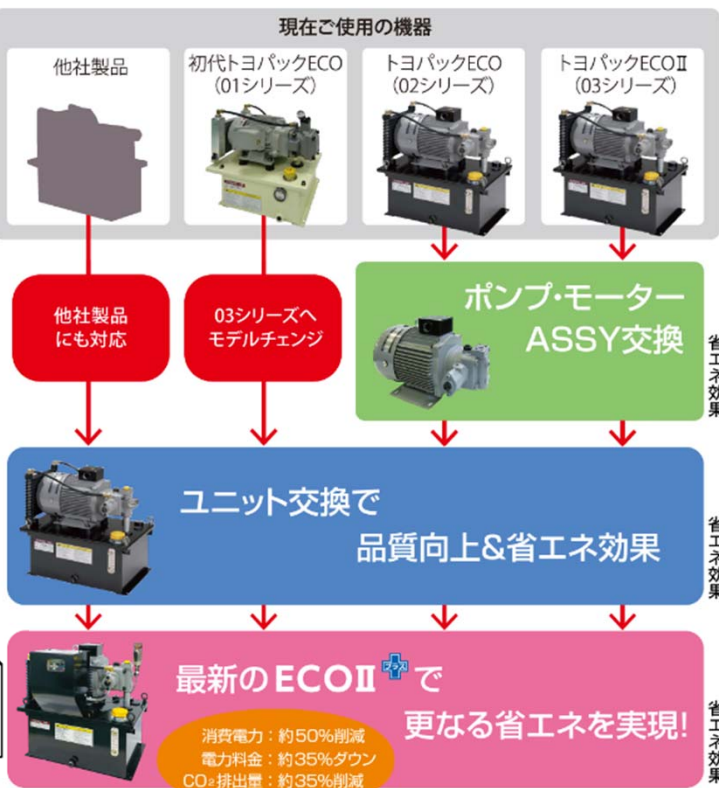 現在ご使用の機器
他社製品
初代トヨパックECO
(01シリーズ)
トヨパックECO
(02シリーズ)
トヨパックECOⅡ
(03シリーズ)
他社製品
にも対応
03シリーズへ
モデルチェンジ
ポンプ・モーター
ASSY交換
省エネ効果
ユニット交換で
品質向上&省エネ効果
省エネ効果
最新のECOⅡプラスで
更なる省エネを実現!
消費電力:約50%削減
電力料金:約35%ダウン
CO₂排出量:約35%削減
省エネ効果